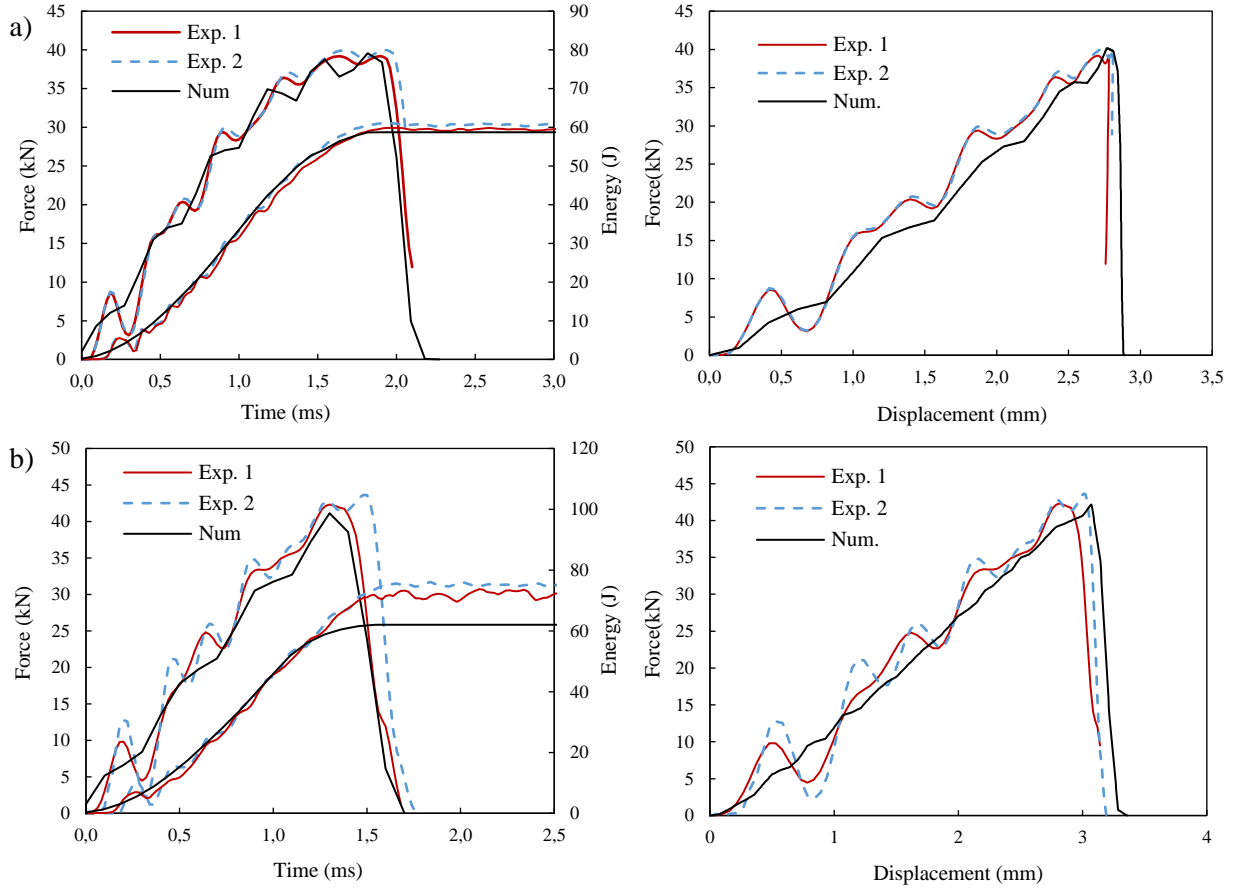 a)
45
40
35
30
25
20
15
10
5
0
Force (kN)
90
80
70
60
50
40
30
20
10
0
Energy (J)
Exp. 1
Exp. 2
Num
0,0 0,5 1,0 1,5 2,0 2,5 3,0
Time (ms)
45
40
35
30
25
20
15
10
5
0
Force(kN)
Exp. 1
Exp. 2
Num.
0,0 0,5 1,0 1,5 2,0 2,5 3,0 3,5
Displacement (mm)
b)
50
45
40
35
30
25
20
15
10
5
0
Force (kN)
120
100
80
60
40
20
0
Energy (J)
Exp. 1
Exp. 2
Num
0,0 0,5 1,0 1,5 2,0 2,5
Time (ms)
50
45
40
35
30
25
20
15
10
5
0
Force(kN)
Exp. 1
Exp. 2
Num.
0 1 2 3 4
Displacement (mm)